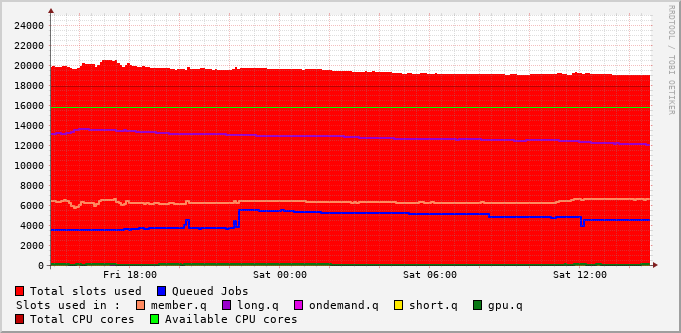 24000
22000
20000
18000
16000
14000
12000
10000
8000
6000
4000
2000
0
Fri 18:00 Sat 00:00 Sat 06:00 Sat 12:00
RRDTOOL / TOBI OETIKER
Total slots used Queued Jobs
Slots used in : member.q long.q ondemand.q short.q gpu.q
Total CPU cores Available CPU cores